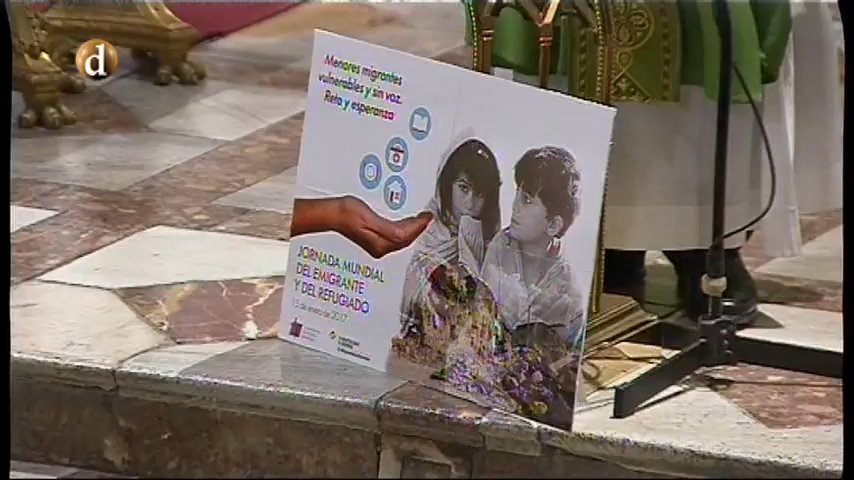 d
Menores migrantes
vulnerables y sin voz.
Reto y esperanza
JORNADA MUNDIAL
DEL EMIGRANTE
Y DEL REFUGIADO
15 de enero de 2017